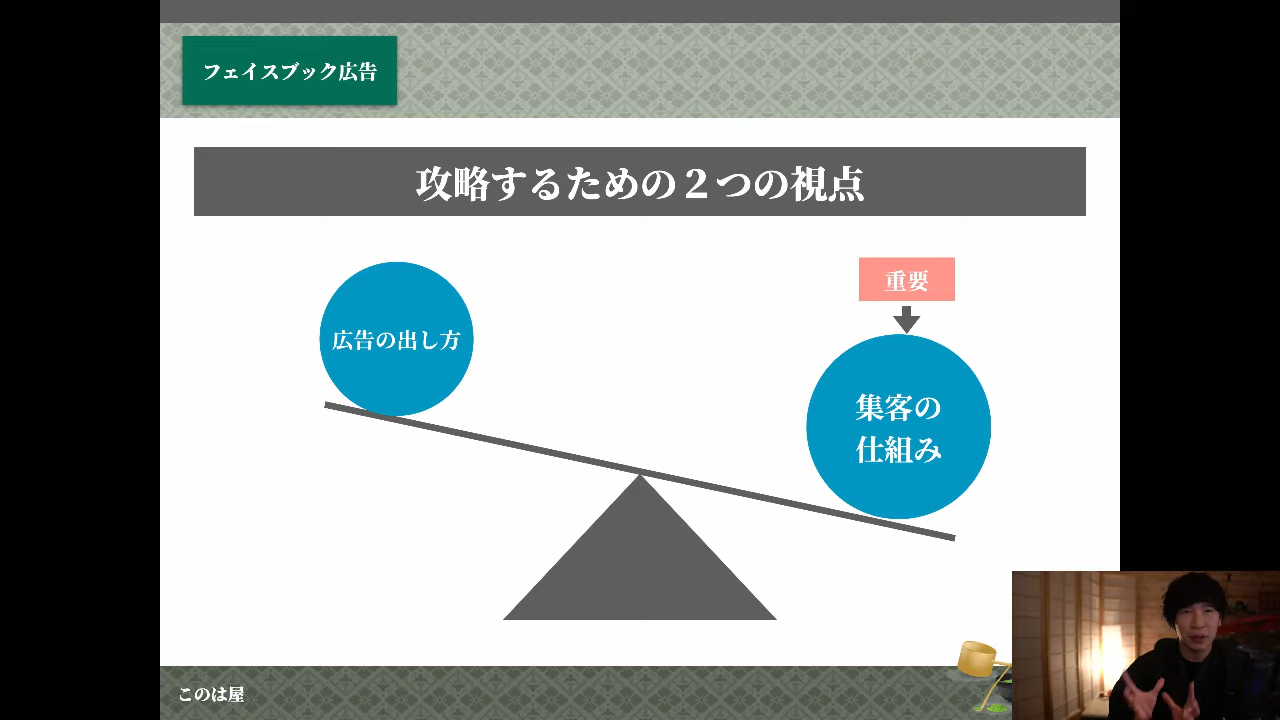 フェイスブック広告
攻略するための２つの視点
重要
広告の出し方
集客の
仕組み
このは屋